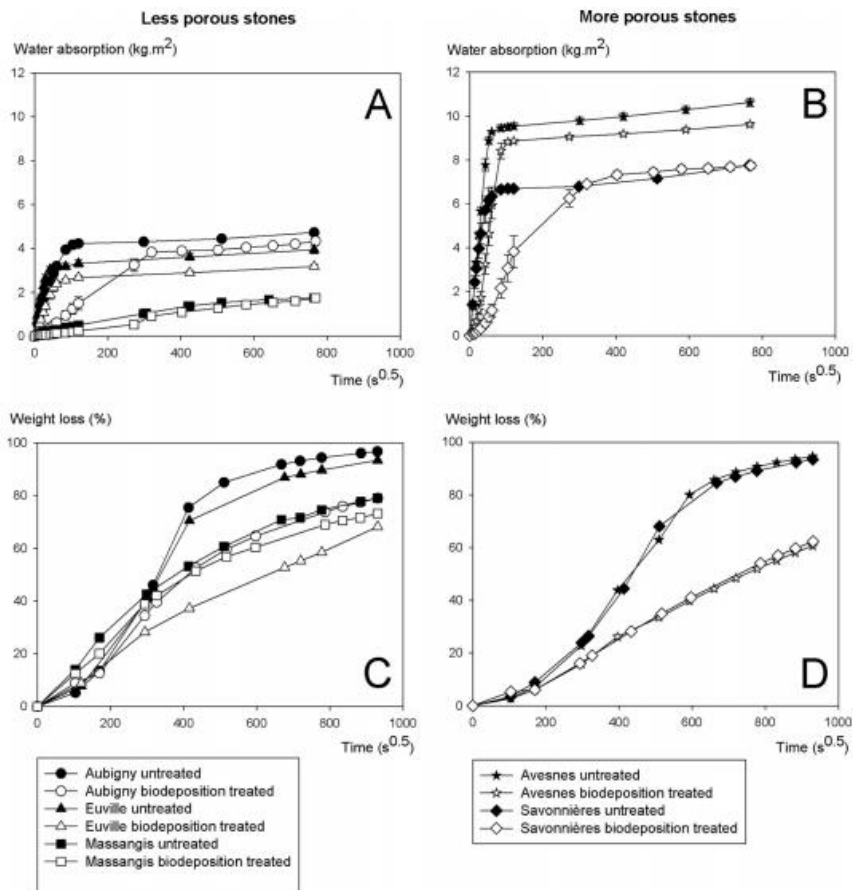 Less porous stones
More porous stones
Water absorption (kg.m²)
Water absorption (kg.m²)
12
10
8
6
4
2
0
A
0
200
400
600
800
1000
Time (s^0.5)
12
10
8
6
4
2
0
B
0
200
400
600
800
1000
Time (s^0.5)
Weight loss (%)
Weight loss (%)
100
80
60
40
20
0
C
0
200
400
600
800
1000
Time (s^0.5)
100
80
60
40
20
0
D
0
200
400
600
800
1000
Time (s^0.5)
Aubigny untreated
Aubigny biodeposition treated
Euville untreated
Euville biodeposition treated
Massangis untreated
Massangis biodeposition treated
Avesnes untreated
Avesnes biodeposition treated
Savonnières untreated
Savonnières biodeposition treated